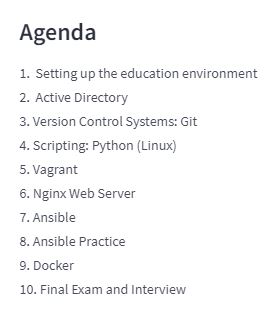 Agenda
1. Setting up the education environment
2. Active Directory
3. Version Control Systems: Git
4. Scripting: Python (Linux)
5. Vagrant
6. Nginx Web Server
7. Ansible
8. Ansible Practice
9. Docker
10. Final Exam and Interview